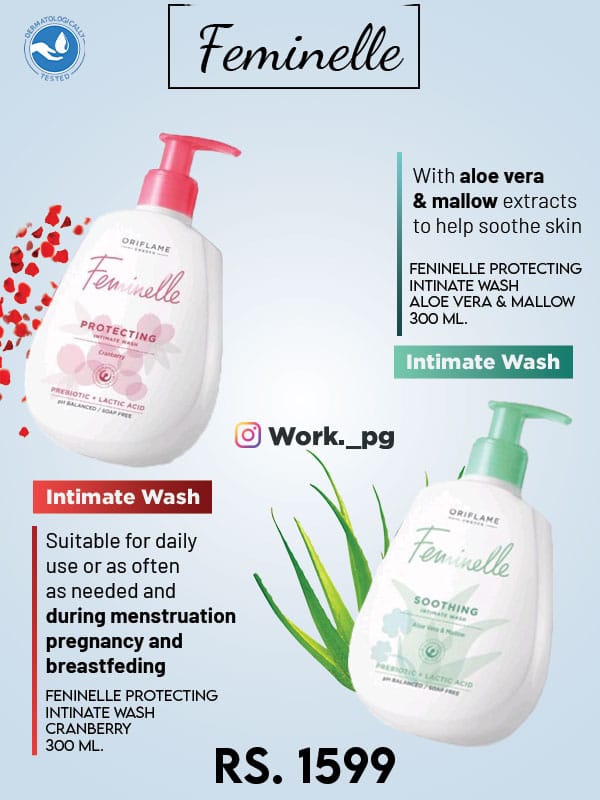 DERMATOLOGICALLY
TESTED
Feminelle
With aloe vera
& mallow extracts
to help soothe skin
FENINELLE PROTECTING
INTINATE WASH
ALOE VERA & MALLOW
300 ML.
Intimate Wash
ORIFLAME
SWEDEN
Feminelle
PROTECTING
INTIMATE WASH
Cranberry
PREBIOTIC + LACTIC ACID
pH BALANCED / SOAP FREE
Work._pg
Intimate Wash
Suitable for daily
use or as often
as needed and
during menstruation
pregnancy and
breastfeding
FENINELLE PROTECTING
INTINATE WASH
CRANBERRY
300 ML.
ORIFLAME
SWEDEN
Feminelle
SOOTHING
INTIMATE WASH
Aloe Vera & Mallow
PREBIOTIC + LACTIC ACID
pH BALANCED / SOAP FREE
RS. 1599